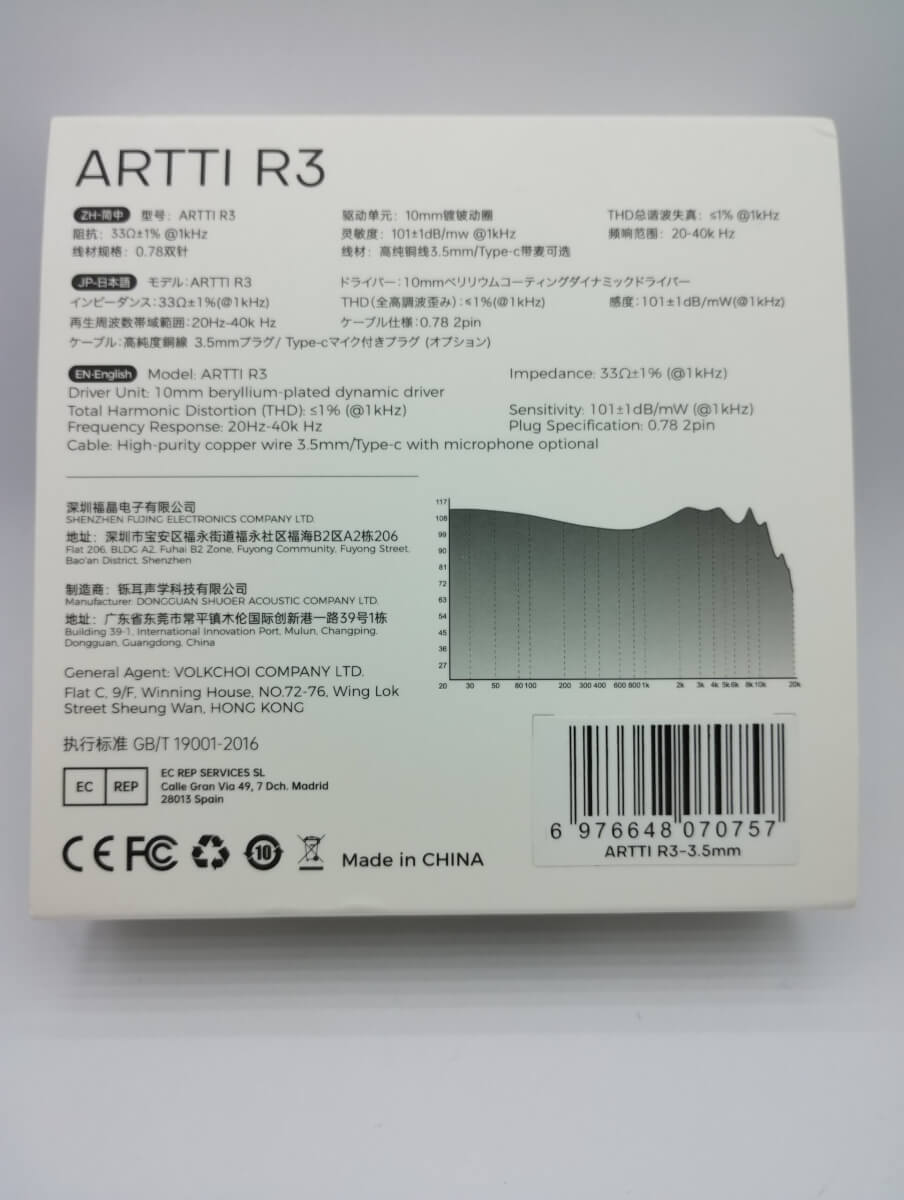 ARTTI R3
ZH-简中 型号：ARTTI R3 驱动单元：10mm镀铍动圈 THD总谐波失真：≤1% @1kHz
阻抗：33Ω±1% @1kHz 灵敏度：101±1dB/mw @1kHz 频响范围：20-40k Hz
线材规格：0.78双针 线材：高纯铜线3.5mm/Type-c带麦可选
JP-日本語 モデル:ARTTI R3 ドライバー:10mmベリリウムコーティングダイナミックドライバー
インピーダンス:33Ω±1%(@1kHz) THD(全高調波歪み):≤1%(@1kHz) 感度:101±1dB/mW(@1kHz)
再生周波数帯域範囲:20Hz-40k Hz ケーブル仕様:0.78 2pin
ケーブル:高純度銅線 3.5mmプラグ/ Type-cマイク付きプラグ (オプション)
EN-English Model: ARTTI R3 Impedance: 33Ω±1% (@1kHz)
Driver Unit: 10mm beryllium-plated dynamic driver
Total Harmonic Distortion (THD): ≤1% (@1kHz) Sensitivity: 101±1dB/mW (@1kHz)
Frequency Response: 20Hz-40k Hz Plug Specification: 0.78 2pin
Cable: High-purity copper wire 3.5mm/Type-c with microphone optional
深圳福晶电子有限公司
SHENZHEN FUJING ELECTRONICS COMPANY LTD.
地址：深圳市宝安区福永街道福永社区福海B2区A2栋206
Flat 206, BLDG A2, Fuhai B2 Zone, Fuyong Community, Fuyong Street,
Bao'an District, Shenzhen
制造商：铄耳声学科技有限公司
Manufacturer: DONGGUAN SHUOER ACOUSTIC COMPANY LTD.
地址：广东省东莞市常平镇木伦国际创新港一路39号1栋
Building 39-1, International Innovation Port, Mulun, Changping,
Dongguan, Guangdong, China
General Agent: VOLKCHOI COMPANY LTD.
Flat C, 9/F, Winning House, NO.72-76, Wing Lok
Street Sheung Wan, HONG KONG
执行标准 GB/T 19001-2016
EC REP
EC REP SERVICES SL
Calle Gran Via 49, 7 Dch. Madrid
28013 Spain
CE FC 10 Made in CHINA
117
108
99
90
81
72
63
54
45
36
27
20 30 50 80 100 200 300 400 600 800 1k 2k 3k 4k 5k 6k 8k 10k 20k
6 976648 070757
ARTTI R3-3.5mm